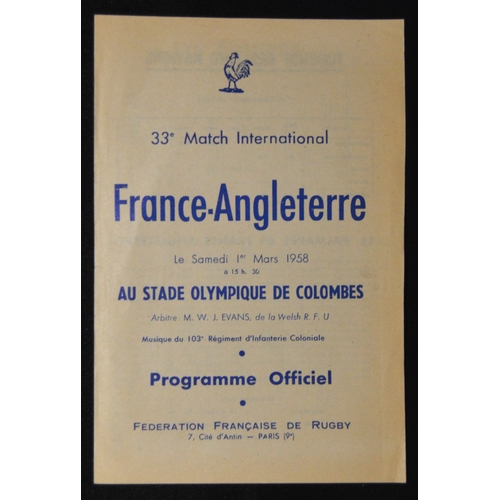 33e Match International
France-Angleterre
Le Samedi 1er Mars 1958
à 15 h. 30
AU STADE OLYMPIQUE DE COLOMBES
Arbitre: M. W. J. EVANS, de la Welsh R. F. U
Musique du 103e Régiment d'Infanterie Coloniale
Programme Officiel
FEDERATION FRANÇAISE DE RUGBY
7, Cité d'Antin — PARIS (9e)